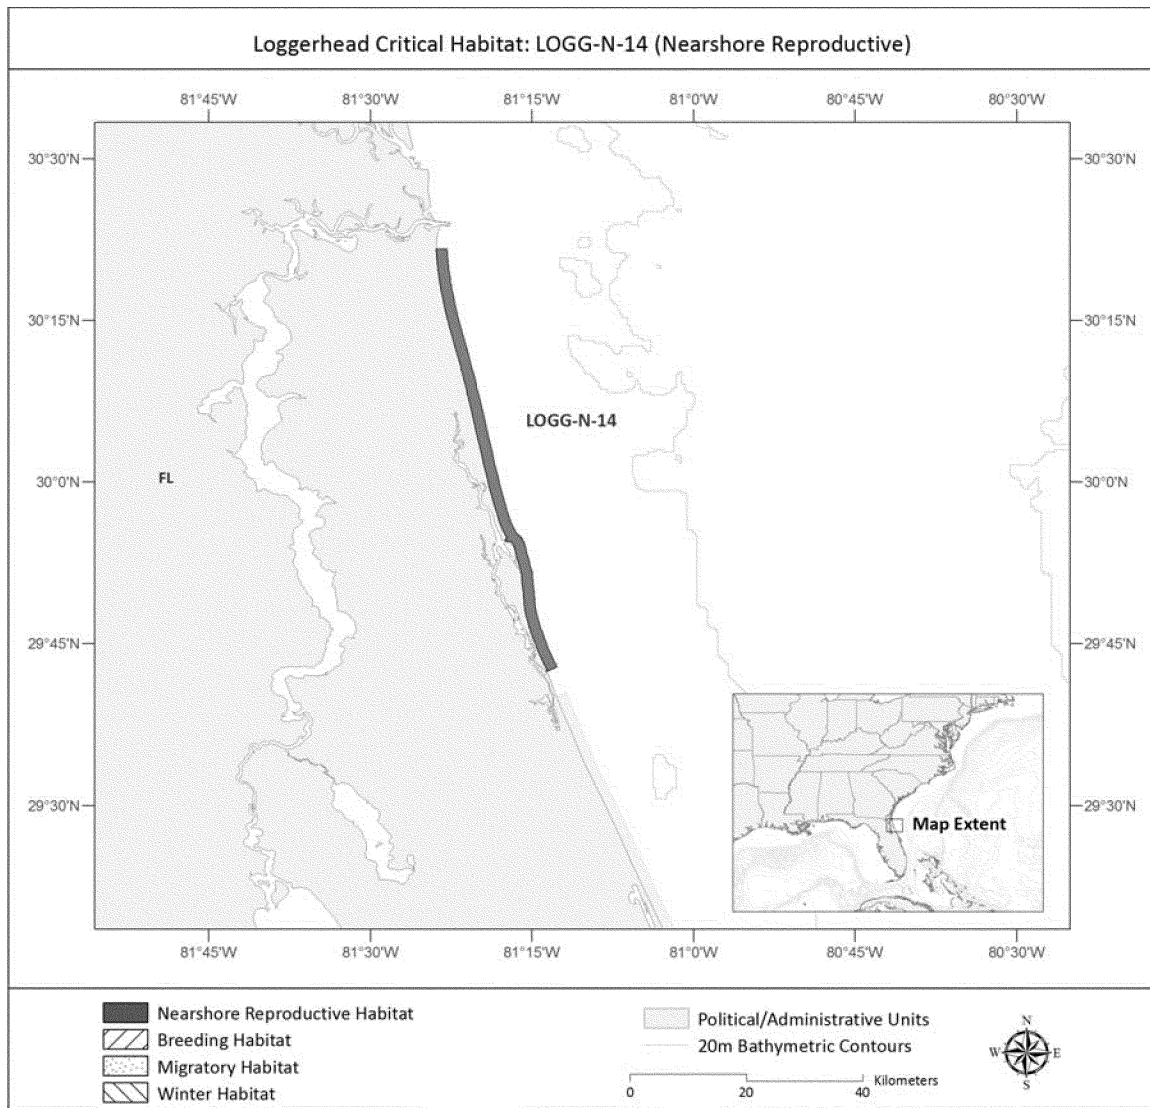 Loggerhead Critical Habitat: LOGG-N-14 (Nearshore Reproductive)
81°45'W 81°30'W 81°15'W 81°0'W 80°45'W 80°30'W
30°30'N 30°30'N
30°15'N 30°15'N
LOGG-N-14
FL
30°0'N 30°0'N
29°45'N 29°45'N
29°30'N 29°30'N
Map Extent
81°45'W 81°30'W 81°15'W 81°0'W 80°45'W 80°30'W
Nearshore Reproductive Habitat
Breeding Habitat
Migratory Habitat
Winter Habitat
Political/Administrative Units
20m Bathymetric Contours
Kilometers
0 20 40
N
W E
S